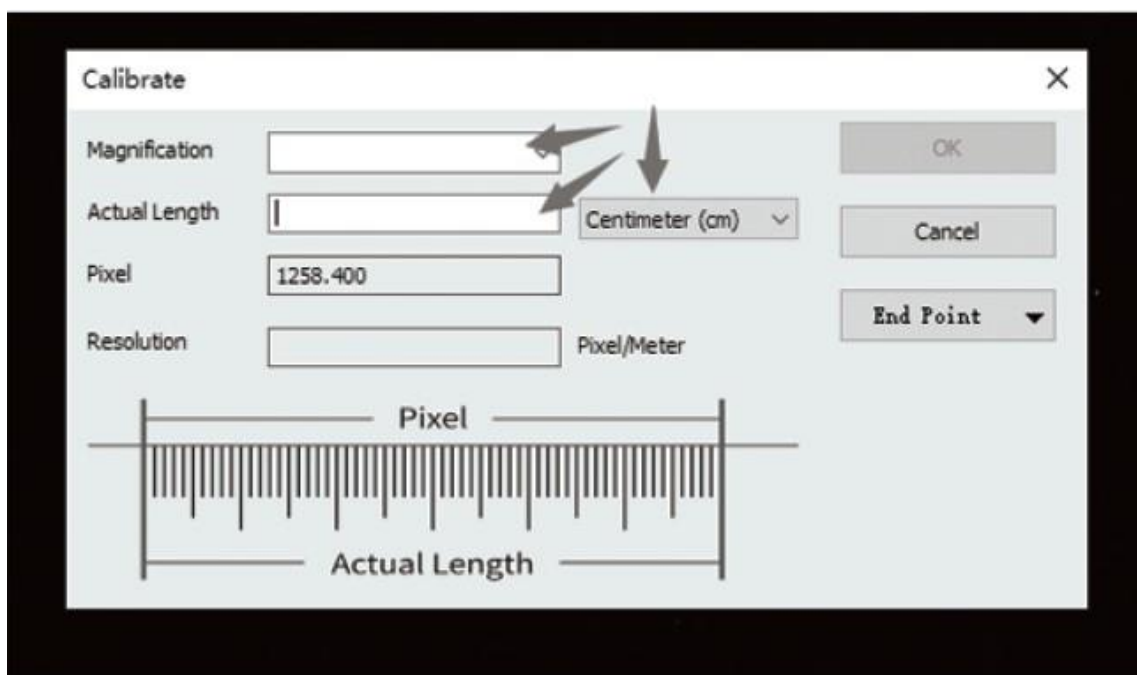 Calibrate
Magnification
OK
Actual Length
Centimeter (cm)
Cancel
Pixel
1258.400
End Point
Resolution
Pixel/Meter
Pixel
Actual Length